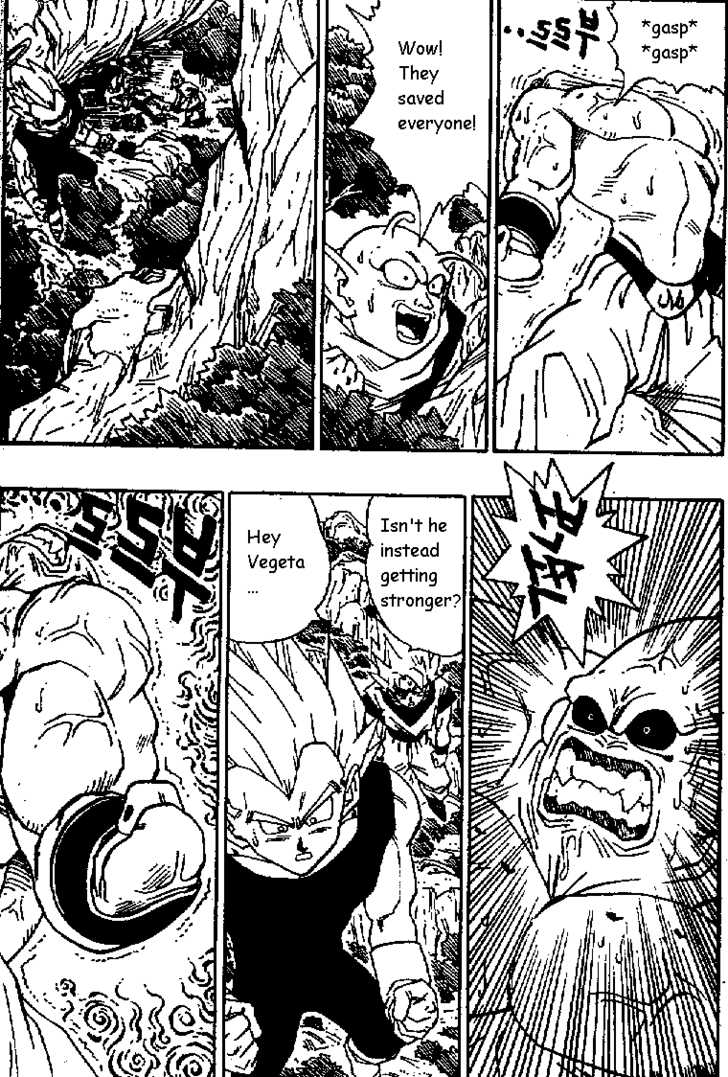 *gasp*
*gasp*
Wow!
They
saved
everyone!
Isn't he
instead
getting
stronger?
Hey
Vegeta
...